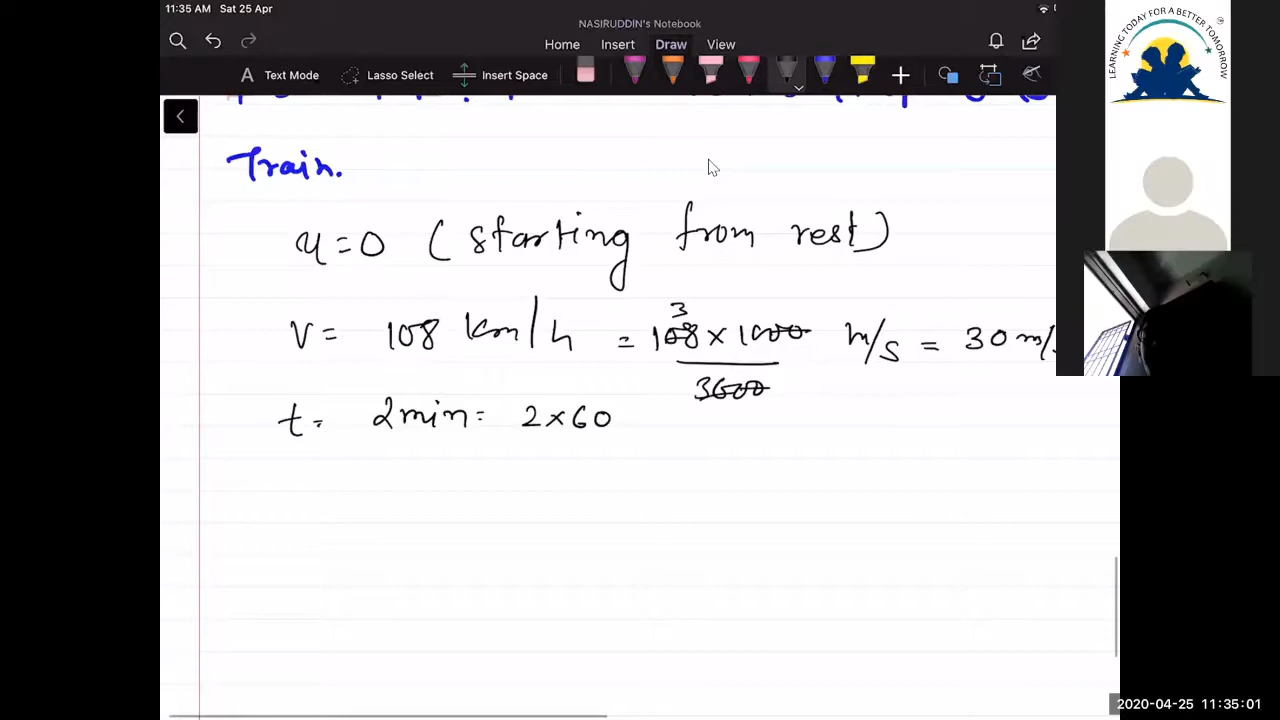 11:35 AM Sat 25 Apr
NASIRUDDIN's Notebook
Home Insert Draw View
A Text Mode Lasso Select Insert Space
LEARNING TODAY FOR A BETTER TOMORROW ®
Train.
u=0 (starting from rest)
3
v= 108 km/h = 108×1000 m/s = 30 m/
3600
t= 2min= 2×60
2020-04-25 11:35:01